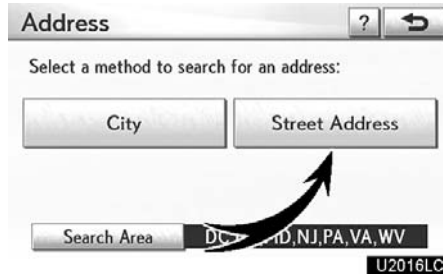 Address ?
Select a method to search for an address:
City Street Address
Search Area DC, MD,NJ,PA,VA,WV
U2016LC